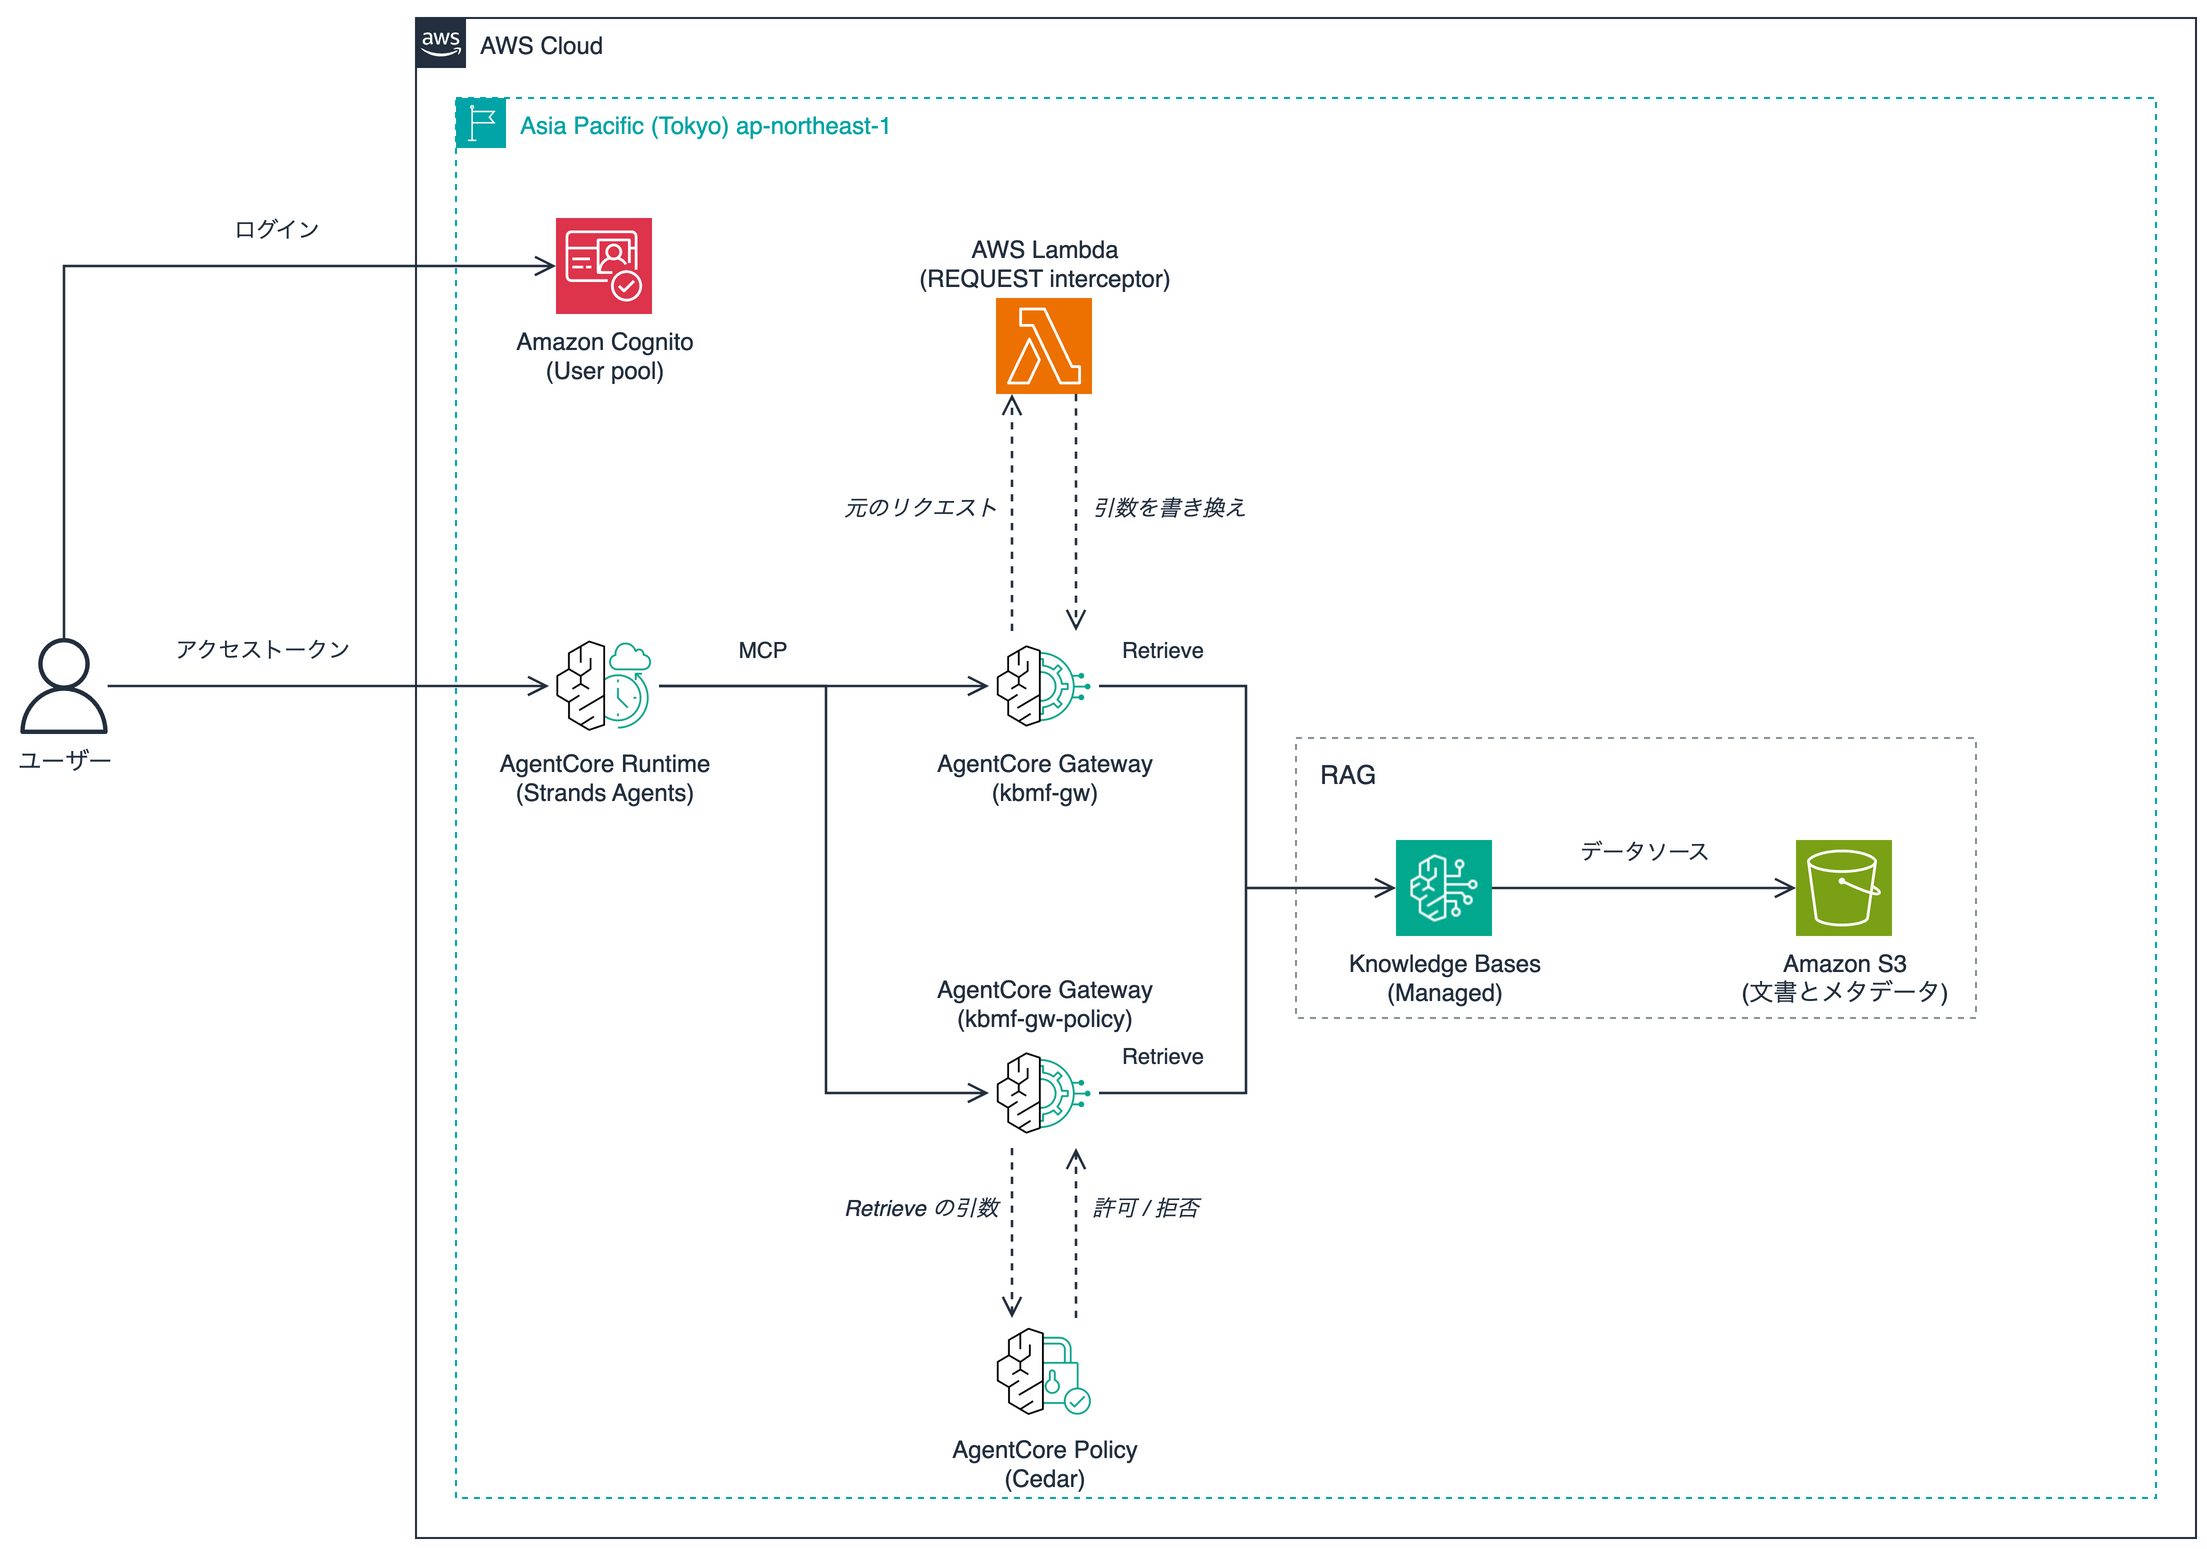 aws
AWS Cloud
Asia Pacific (Tokyo) ap-northeast-1
ログイン
Amazon Cognito
(User pool)
AWS Lambda
(REQUEST interceptor)
元のリクエスト
引数を書き換え
アクセストークン
MCP
Retrieve
ユーザー
AgentCore Runtime
(Strands Agents)
AgentCore Gateway
(kbmf-gw)
RAG
データソース
Knowledge Bases
(Managed)
Amazon S3
(文書とメタデータ)
AgentCore Gateway
(kbmf-gw-policy)
Retrieve
Retrieve の引数
許可 / 拒否
AgentCore Policy
(Cedar)